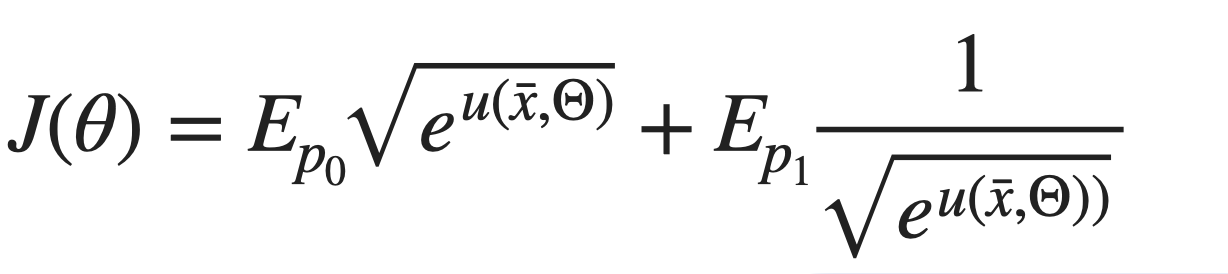 J(θ) = E_{p_0} \sqrt{e^{u(\bar{x},Θ)}} + E_{p_1} \frac{1}{\sqrt{e^{u(\bar{x},Θ))}}}